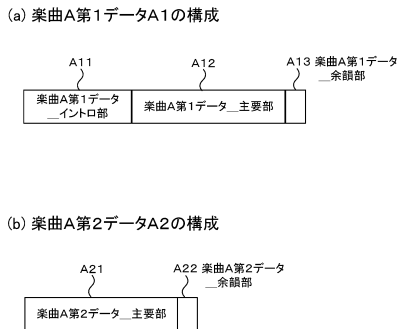 (a) 楽曲A第1データA1の構成
A11
A12
A13 楽曲A第1データ
__余韻部
楽曲A第1データ
__イントロ部
楽曲A第1データ__主要部
(b) 楽曲A第2データA2の構成
A21
A22 楽曲A第2データ
__余韻部
楽曲A第2データ__主要部